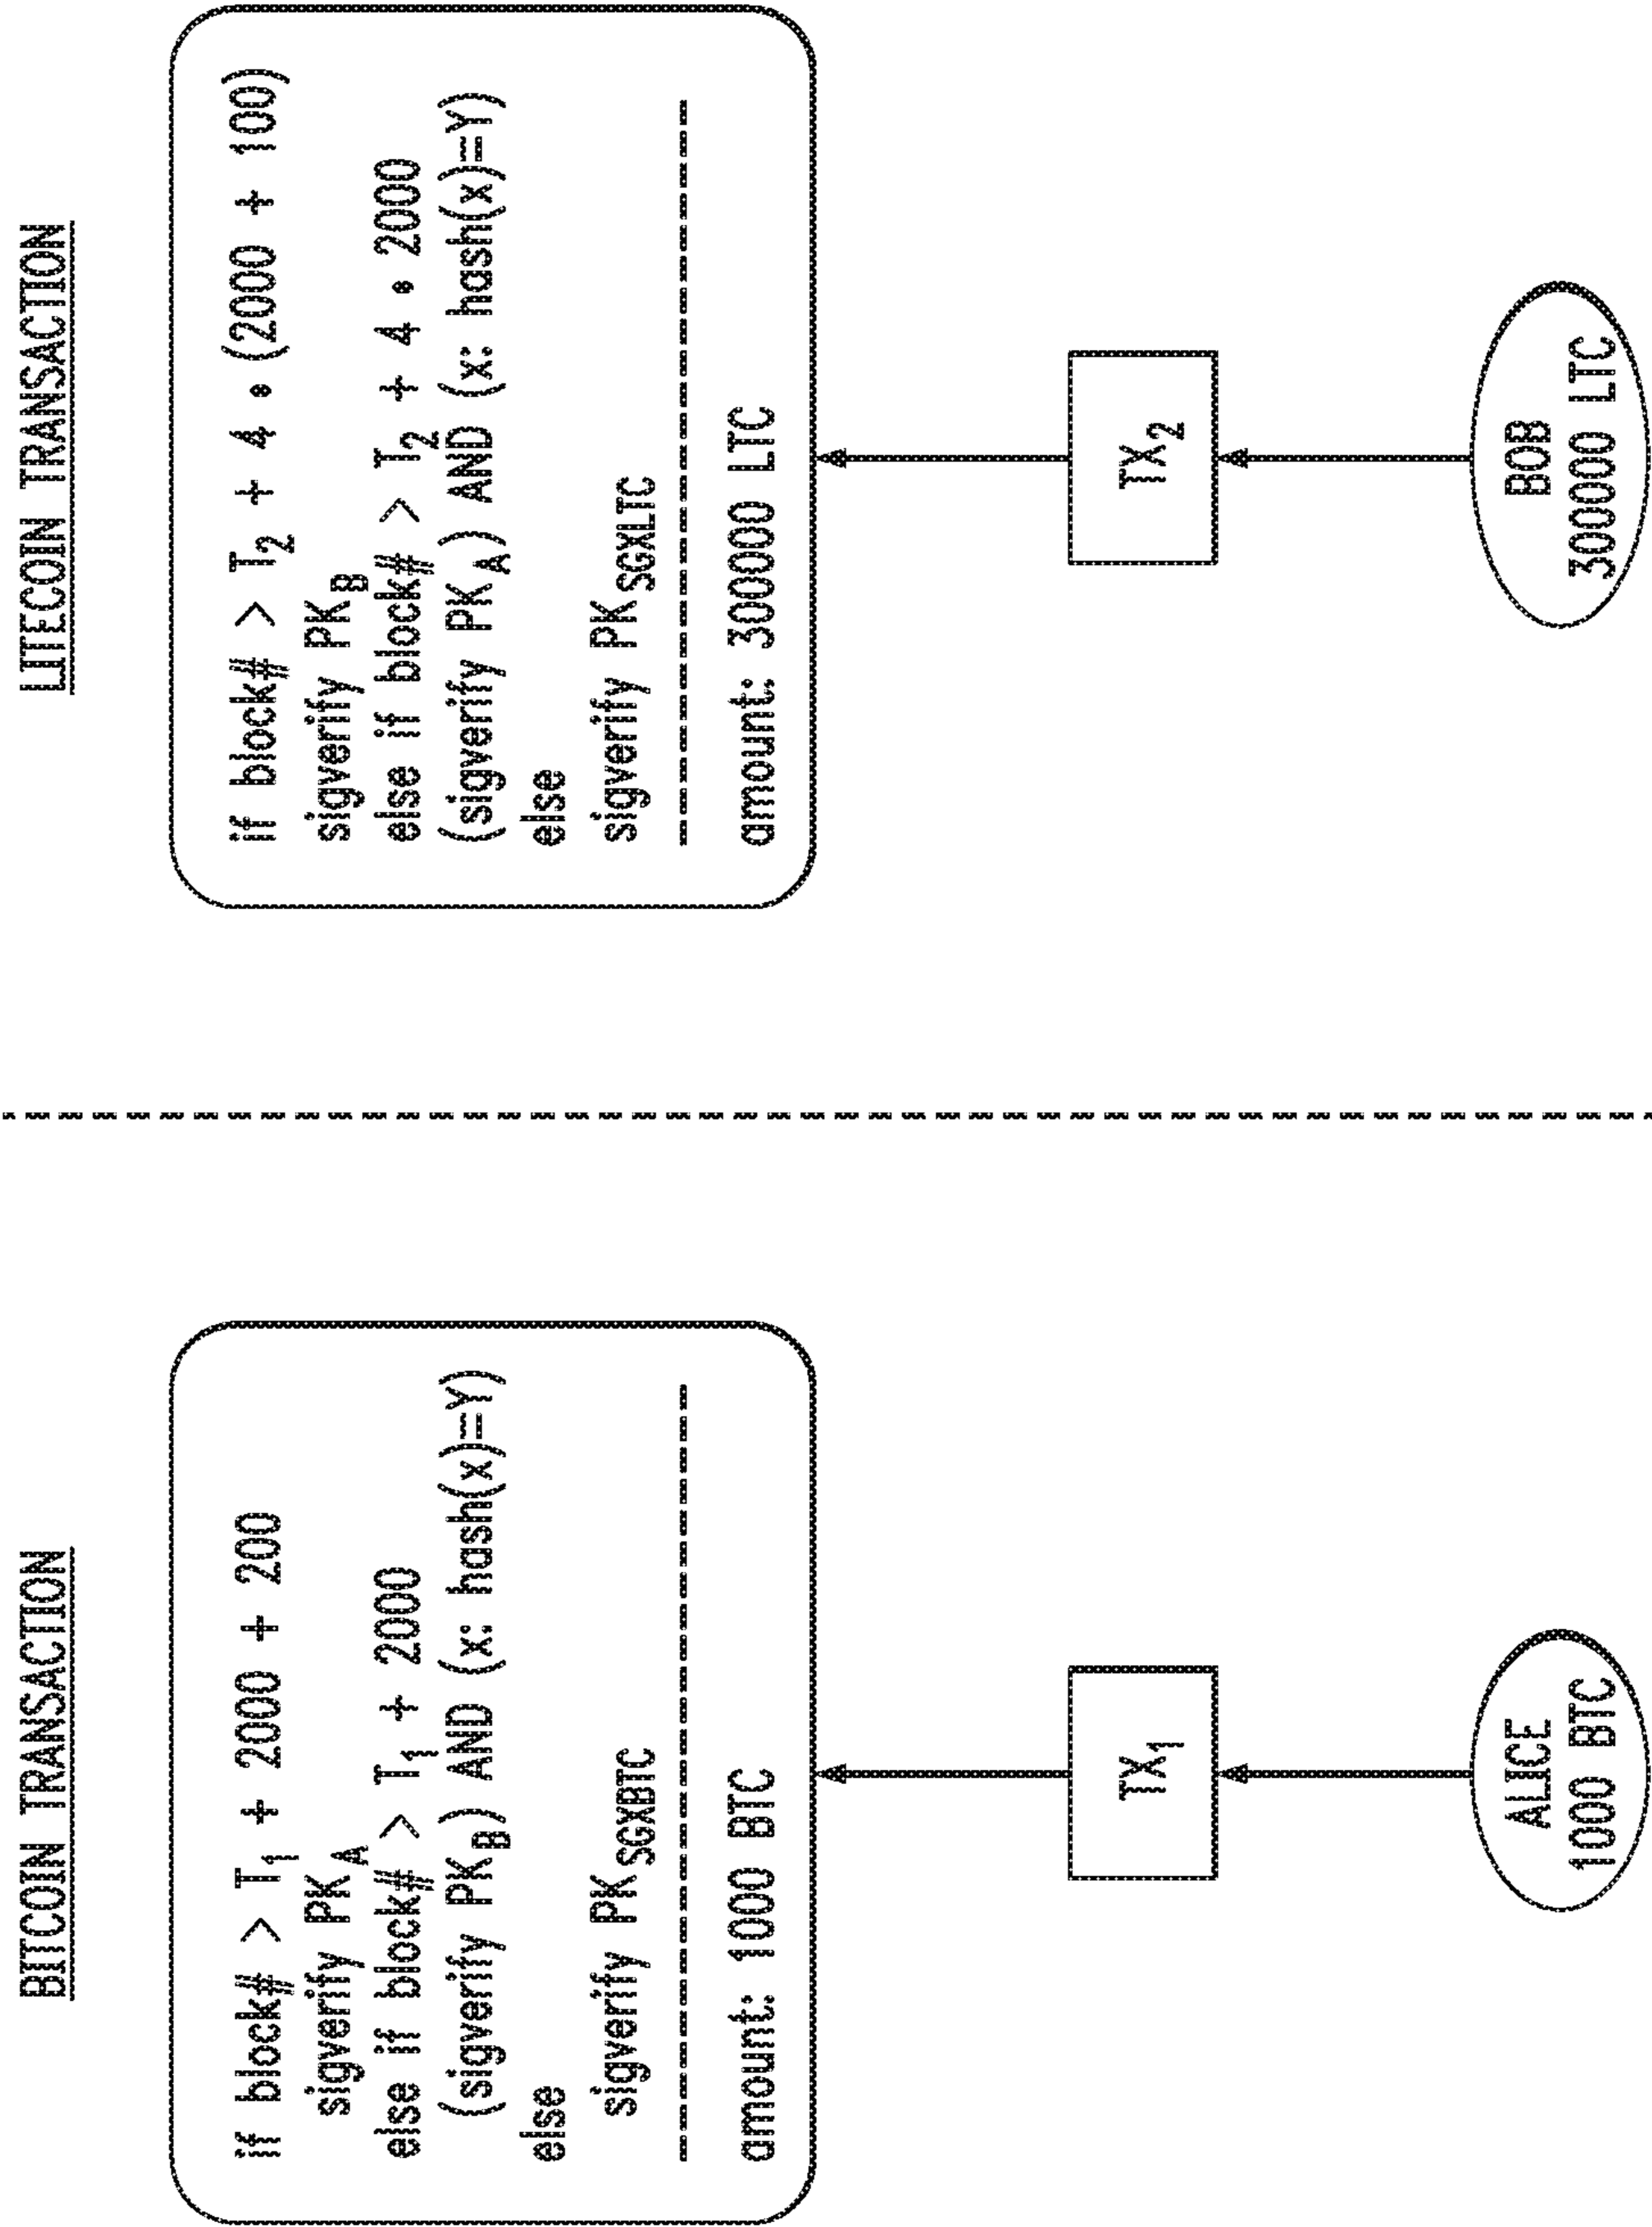 BITCOIN TRANSACTION
if block# > T1 + 2000 + 200
sigverify PKA
else if block# > T1 + 2000
(sigverify PKB) AND (x: hash(x)=Y)
else
sigverify PKSGXBTC
amount: 1000 BTC
TX1
ALICE
1000 BTC
LITECOIN TRANSACTION
if block# > T2 + 4 • (2000 + 100)
sigverify PKB
else if block# > T2 + 4 • 2000
(sigverify PKA) AND (x: hash(x)=Y)
else
sigverify PKSGXLTC
amount: 300000 LTC
TX2
BOB
300000 LTC